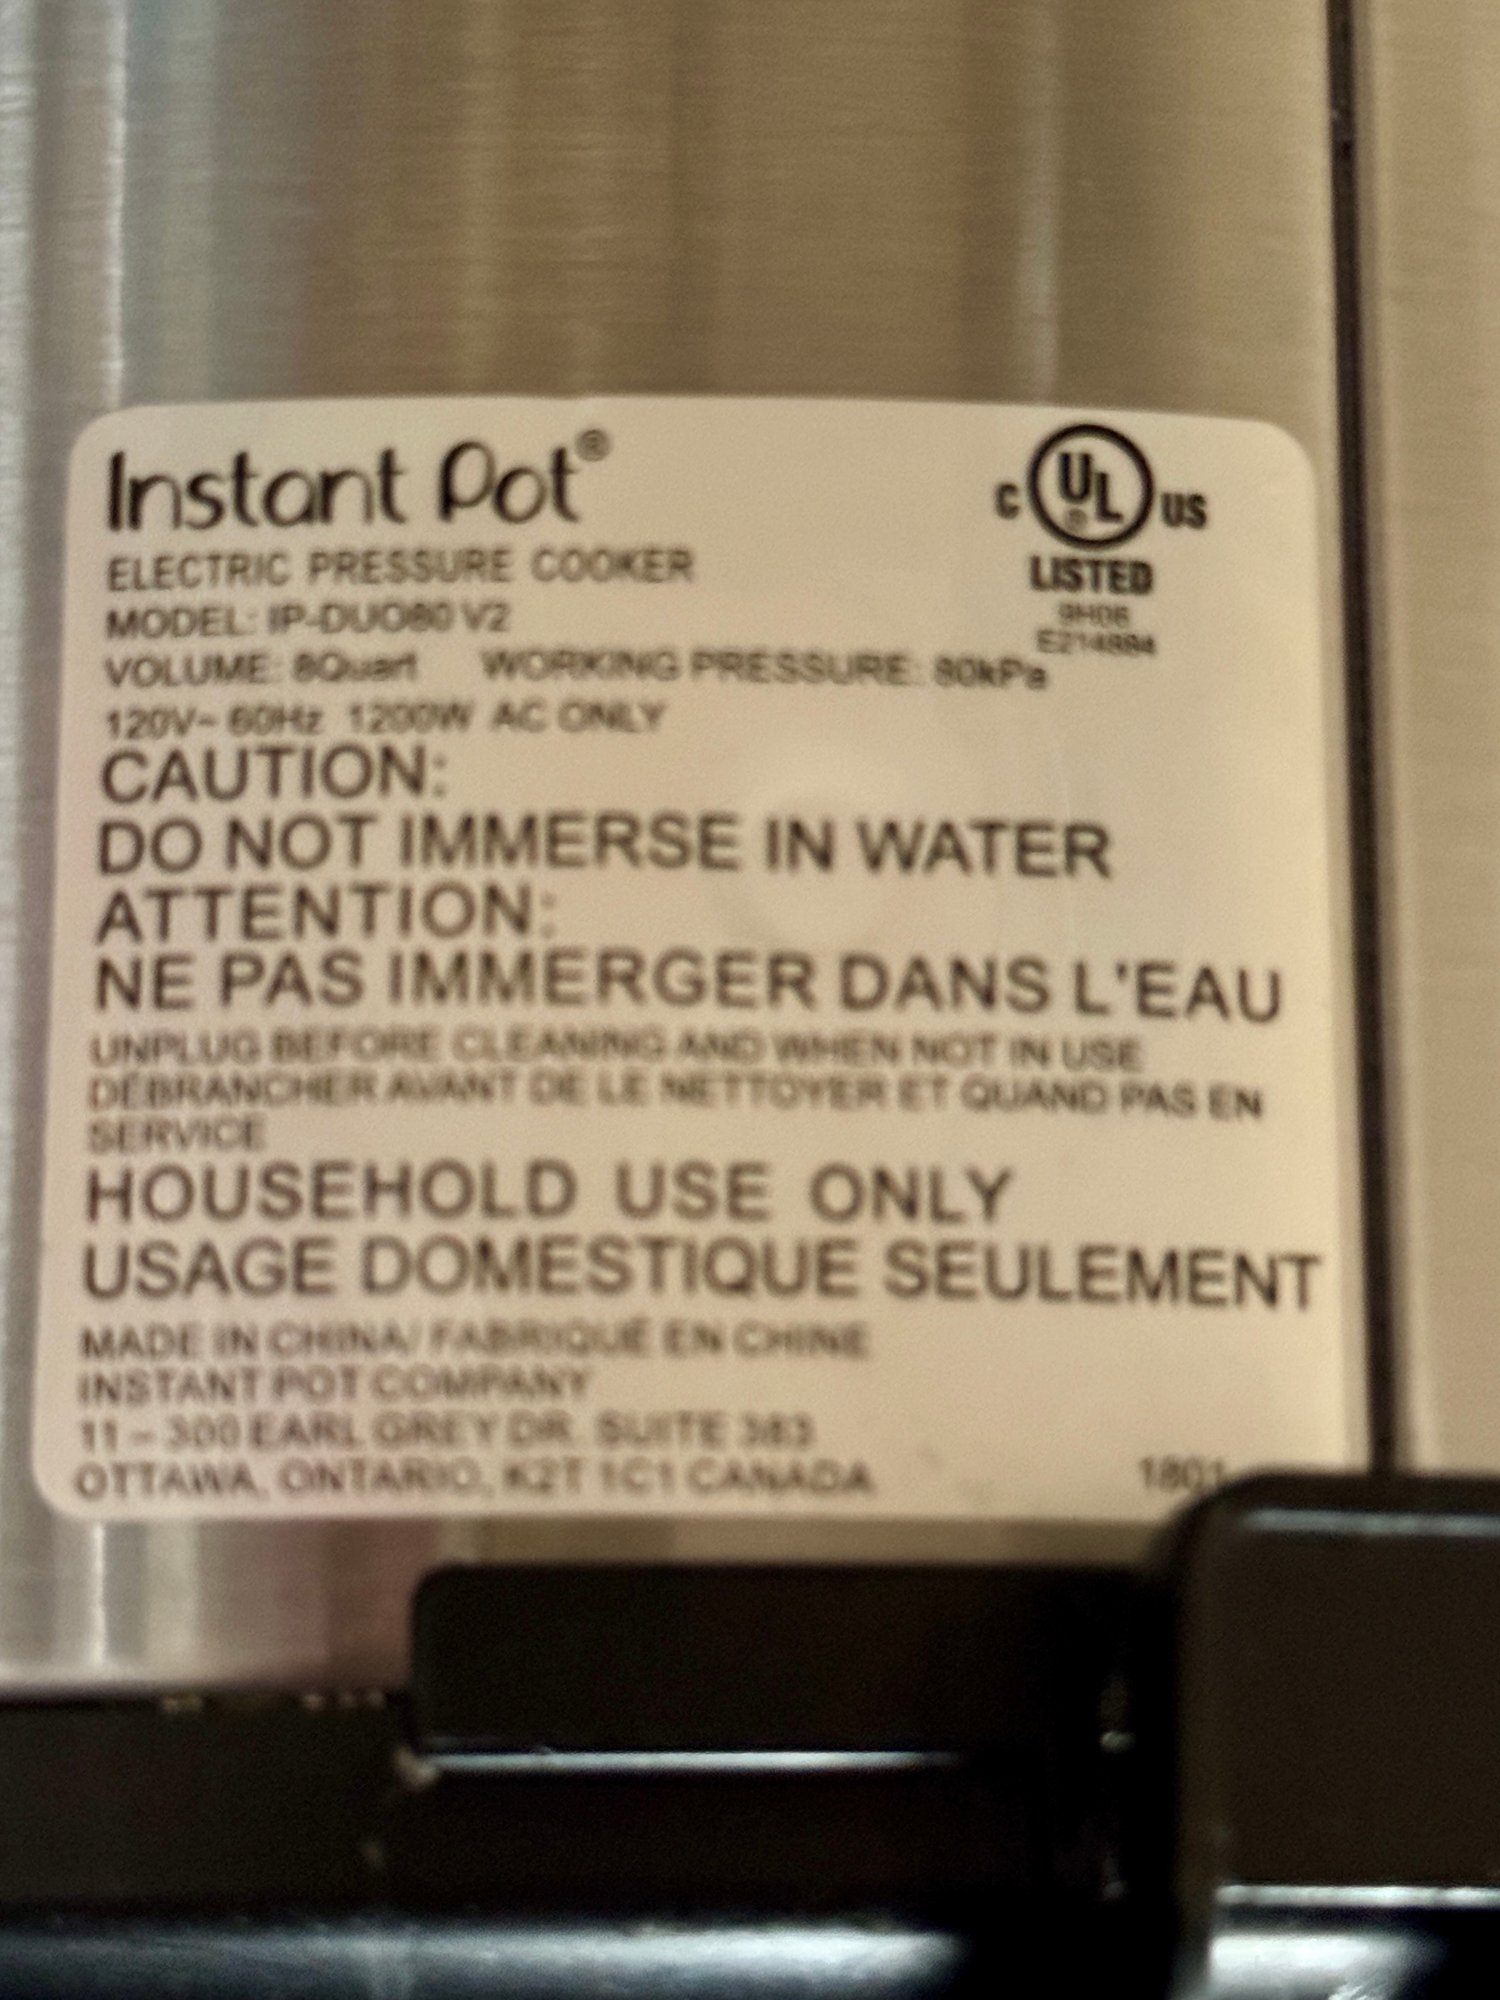 Instant Pot®
C UL® US
LISTED
9H06
E214884
ELECTRIC PRESSURE COOKER
MODEL: IP-DUO80 V2
VOLUME: 8Quart WORKING PRESSURE: 80kPa
120V~ 60Hz 1200W AC ONLY
CAUTION:
DO NOT IMMERSE IN WATER
ATTENTION:
NE PAS IMMERGER DANS L'EAU
UNPLUG BEFORE CLEANING AND WHEN NOT IN USE
DÉBRANCHER AVANT DE LE NETTOYER ET QUAND PAS EN
SERVICE
HOUSEHOLD USE ONLY
USAGE DOMESTIQUE SEULEMENT
MADE IN CHINA/ FABRIQUÉ EN CHINE
INSTANT POT COMPANY
11 – 300 EARL GREY DR. SUITE 383
OTTAWA, ONTARIO, K2T 1C1 CANADA
1801